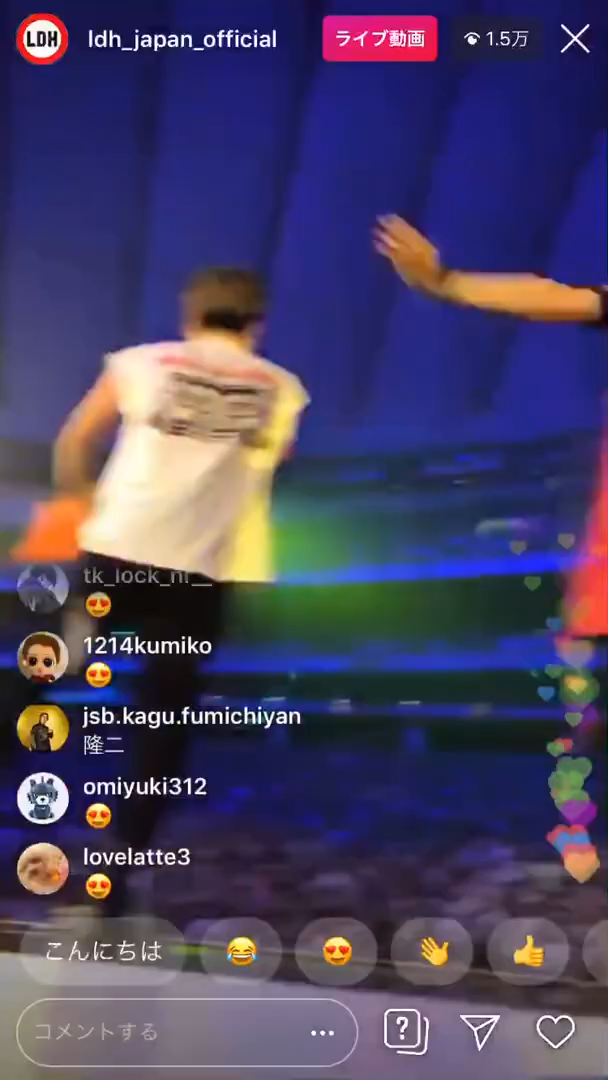 LDH
ldh_japan_official
ライブ動画
1.5万
tk_lock_nr__
😍
1214kumiko
😍
jsb.kagu.fumichiyan
隆二
omiyuki312
😍
lovelatte3
😍
こんにちは 😂 😍 👋 👍
コメントする ...
?